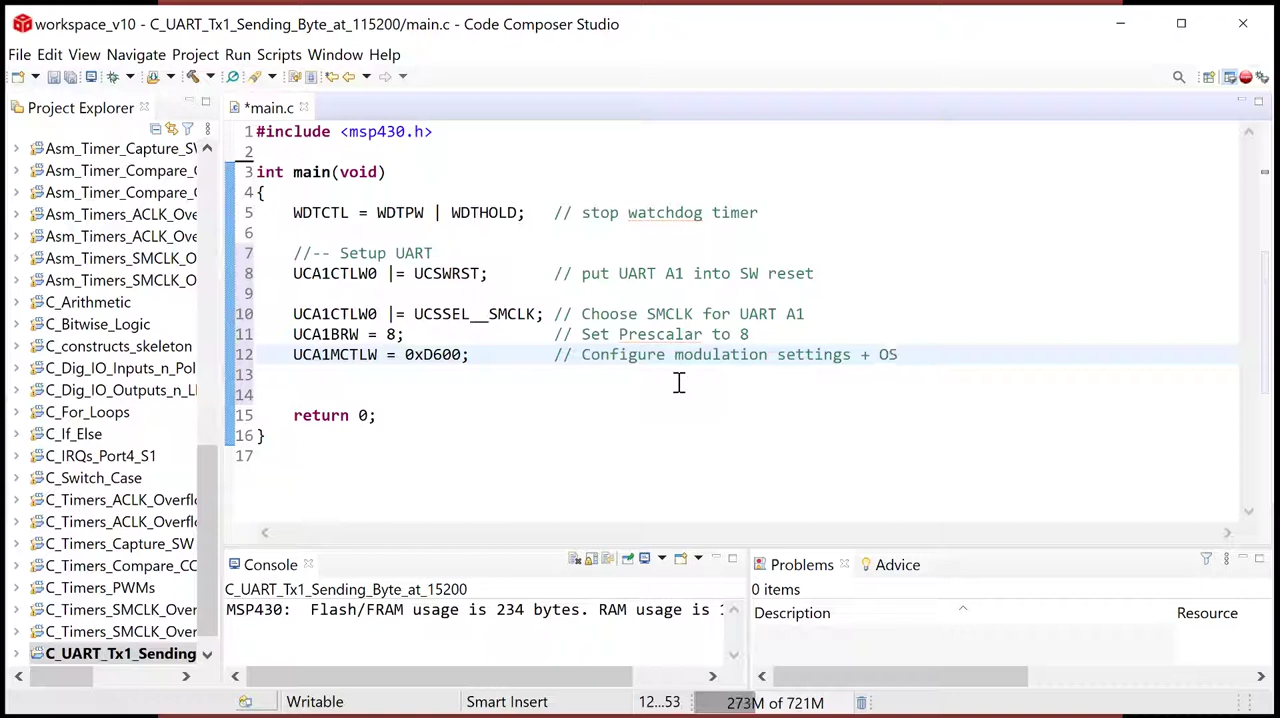 workspace_v10 - C_UART_Tx1_Sending_Byte_at_115200/main.c - Code Composer Studio
File Edit View Navigate Project Run Scripts Window Help
Project Explorer
*main.c
Asm_Timer_Capture_SW
Asm_Timer_Compare_C
Asm_Timer_Compare_C
Asm_Timers_ACLK_Ove
Asm_Timers_ACLK_Ove
Asm_Timers_SMCLK_O
Asm_Timers_SMCLK_O
C_Arithmetic
C_Bitwise_Logic
C_constructs_skeleton
C_Dig_IO_Inputs_n_Pol
C_Dig_IO_Outputs_n_LE
C_For_Loops
C_If_Else
C_IRQs_Port4_S1
C_Switch_Case
C_Timers_ACLK_Overflo
C_Timers_ACLK_Overflo
C_Timers_Capture_SW
C_Timers_Compare_CC
C_Timers_PWMs
C_Timers_SMCLK_Over
C_Timers_SMCLK_Over
C_UART_Tx1_Sending
1 #include <msp430.h>
2
3 int main(void)
4 {
5 WDTCTL = WDTPW | WDTHOLD; // stop watchdog timer
6
7 //-- Setup UART
8 UCA1CTLW0 |= UCSWRST; // put UART A1 into SW reset
9
10 UCA1CTLW0 |= UCSSEL__SMCLK; // Choose SMCLK for UART A1
11 UCA1BRW = 8; // Set Prescalar to 8
12 UCA1MCTLW = 0xD600; // Configure modulation settings + OS
13
14
15 return 0;
16 }
17
Console
C_UART_Tx1_Sending_Byte_at_15200
MSP430: Flash/FRAM usage is 234 bytes. RAM usage is
Problems
Advice
0 items
Description Resource
Writable Smart Insert 12...53 273M of 721M